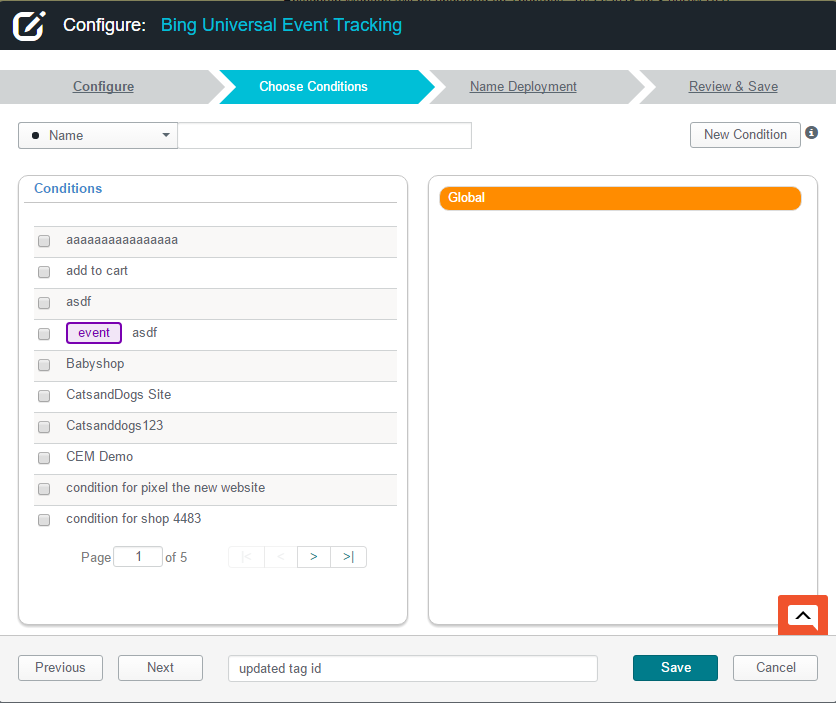 Configure: Bing Universal Event Tracking
Configure Choose Conditions Name Deployment Review & Save
Name New Condition
Conditions
Global
aaaaaaaaaaaaaaaa
add to cart
asdf
event asdf
Babyshop
CatsandDogs Site
Catsanddogs123
CEM Demo
condition for pixel the new website
condition for shop 4483
Page 1 of 5 |< < > >|
Previous Next updated tag id Save Cancel